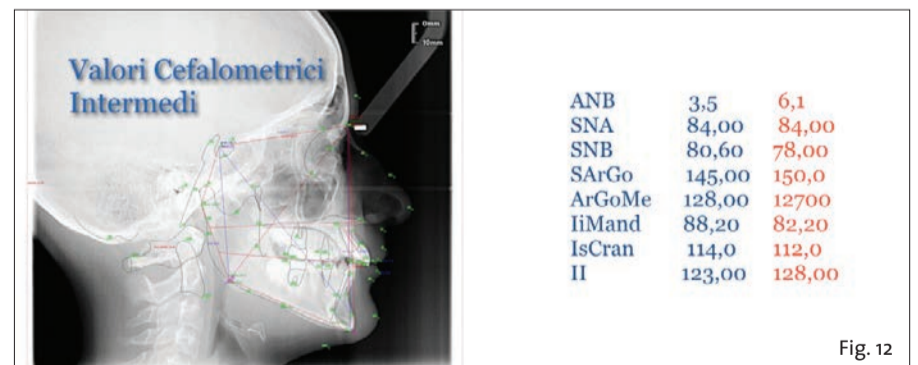 0mm
10mm
Valori Cefalometrici
Intermedi
ANB 3,5 6,1
SNA 84,00 84,00
SNB 80,60 78,00
SArGo 145,00 150,0
ArGoMe 128,00 12700
IiMand 88,20 82,20
IsCran 114,0 112,0
II 123,00 128,00
Fig. 12